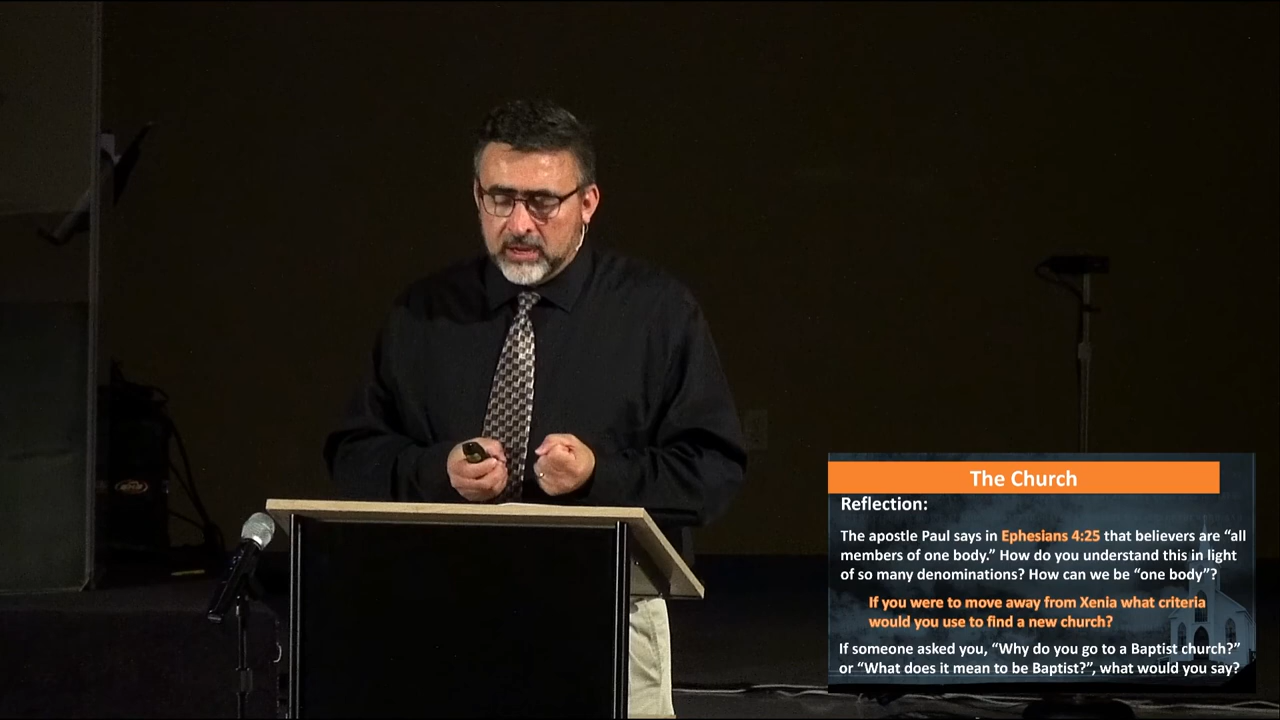 The Church
Reflection:
The apostle Paul says in Ephesians 4:25 that believers are “all
members of one body.” How do you understand this in light
of so many denominations? How can we be “one body”?
If you were to move away from Xenia what criteria
would you use to find a new church?
If someone asked you, “Why do you go to a Baptist church?”
or “What does it mean to be Baptist?”, what would you say?